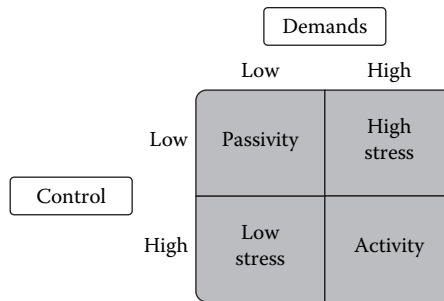 Demands
Low High
Low Passivity High
stress
Control
High Low
stress Activity